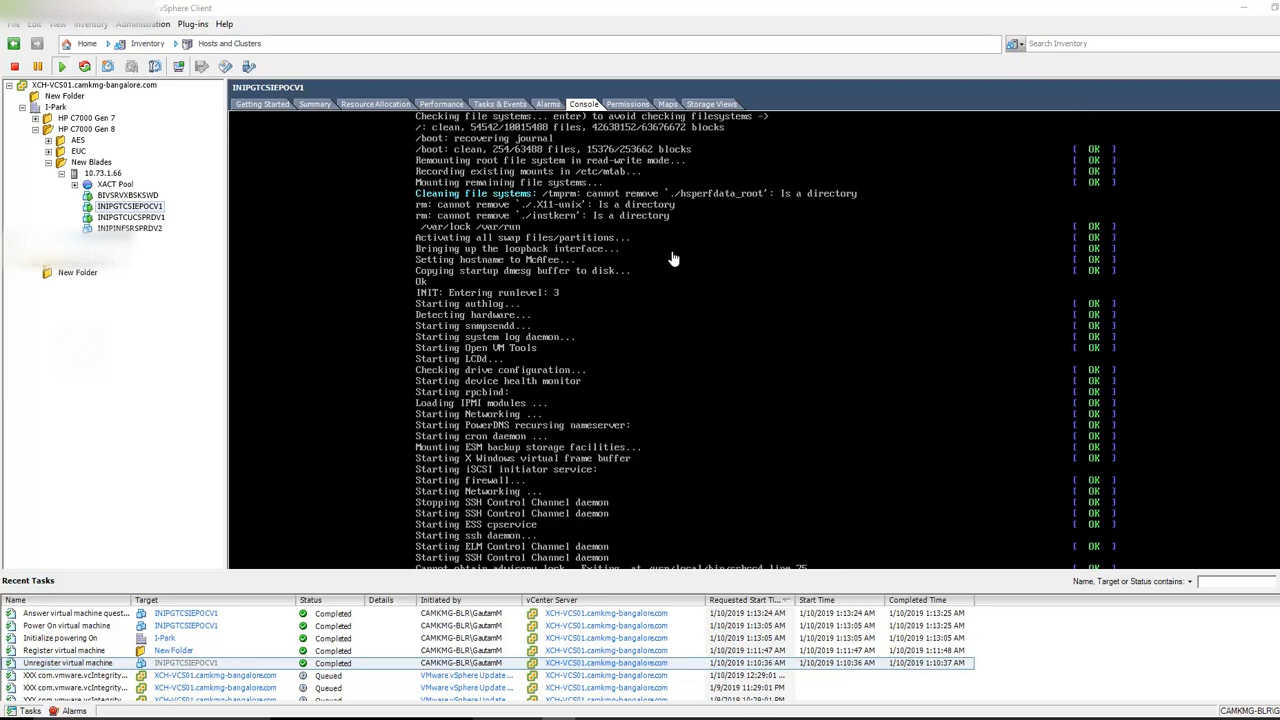 vSphere Client
File Edit View Inventory Administration Plug-ins Help
Home Inventory Hosts and Clusters Search Inventory
XCH-VCS01.camkmg-bangalore.com
New Folder
I-Park
HP C7000 Gen 7
HP C7000 Gen 8
AES
EUC
New Blades
10.73.1.66
XACT Pool
BIVSRVXBSKSWD
INIPGTCSIEPOCV1
INIPGTCUCSPRDV1
INIPINFSRSPRDV2
New Folder
INIPGTCSIEPOCV1
Getting Started Summary Resource Allocation Performance Tasks & Events Alarms Console Permissions Maps Storage Views
Checking file systems... enter) to avoid checking filesystems ->
/: clean, 54542/10015488 files, 42638152/63676672 blocks
/boot: recovering journal
/boot: clean, 254/63488 files, 15376/253662 blocks [ OK ]
Remounting root file system in read-write mode... [ OK ]
Recording existing mounts in /etc/mtab... [ OK ]
Mounting remaining file systems... [ OK ]
Cleaning file systems: /tmprm: cannot remove `./hsperfdata_root': Is a directory
rm: cannot remove `./.X11-unix': Is a directory
rm: cannot remove `./instkern': Is a directory
/var/lock /var/run [ OK ]
Activating all swap files/partitions... [ OK ]
Bringing up the loopback interface... [ OK ]
Setting hostname to McAfee... [ OK ]
Copying startup dmesg buffer to disk... [ OK ]
Ok
INIT: Entering runlevel: 3
Starting authlog... [ OK ]
Detecting hardware... [ OK ]
Starting snmpsendd... [ OK ]
Starting system log daemon... [ OK ]
Starting Open VM Tools [ OK ]
Starting LCDd...
Checking drive configuration... [ OK ]
Starting device health monitor [ OK ]
Starting rpcbind: [ OK ]
Loading IPMI modules ... [ OK ]
Starting Networking ... [ OK ]
Starting PowerDNS recursing nameserver: [ OK ]
Starting cron daemon ... [ OK ]
Mounting ESM backup storage facilities... [ OK ]
Starting X Windows virtual frame buffer [ OK ]
Starting iSCSI initiator service:
Starting firewall... [ OK ]
Starting Networking ... [ OK ]
Stopping SSH Control Channel daemon [ OK ]
Starting SSH Control Channel daemon [ OK ]
Starting ESS cpservice [ OK ]
Starting ssh daemon...
Starting ELM Control Channel daemon [ OK ]
Starting SSH Control Channel daemon [ OK ]
Recent Tasks
Name, Target or Status contains:
Name Target Status Details Initiated by vCenter Server Requested Start Ti... Start Time Completed Time
Answer virtual machine quest... INIPGTCSIEPOCV1 Completed CAMKMG-BLR\GautamM XCH-VCS01.camkmg-bangalore.com 1/10/2019 1:13:24 AM 1/10/2019 1:13:24 AM 1/10/2019 1:13:25 AM
Power On virtual machine INIPGTCSIEPOCV1 Completed CAMKMG-BLR\GautamM XCH-VCS01.camkmg-bangalore.com 1/10/2019 1:13:05 AM 1/10/2019 1:13:05 AM 1/10/2019 1:13:25 AM
Initialize powering On I-Park Completed CAMKMG-BLR\GautamM XCH-VCS01.camkmg-bangalore.com 1/10/2019 1:13:05 AM 1/10/2019 1:13:05 AM 1/10/2019 1:13:05 AM
Register virtual machine New Folder Completed CAMKMG-BLR\GautamM XCH-VCS01.camkmg-bangalore.com 1/10/2019 1:11:47 AM 1/10/2019 1:11:47 AM 1/10/2019 1:11:48 AM
Unregister virtual machine INIPGTCSIEPOCV1 Completed CAMKMG-BLR\GautamM XCH-VCS01.camkmg-bangalore.com 1/10/2019 1:10:36 AM 1/10/2019 1:10:36 AM 1/10/2019 1:10:37 AM
XXX com.vmware.vcIntegrity... XCH-VCS01.camkmg-bangalore.com Queued VMware vSphere Update ... XCH-VCS01.camkmg-bangalore.com 1/10/2019 12:29:01 ...
XXX com.vmware.vcIntegrity... XCH-VCS01.camkmg-bangalore.com Queued VMware vSphere Update ... XCH-VCS01.camkmg-bangalore.com 1/9/2019 11:29:01 PM
Tasks Alarms CAMKMG-BLR\G